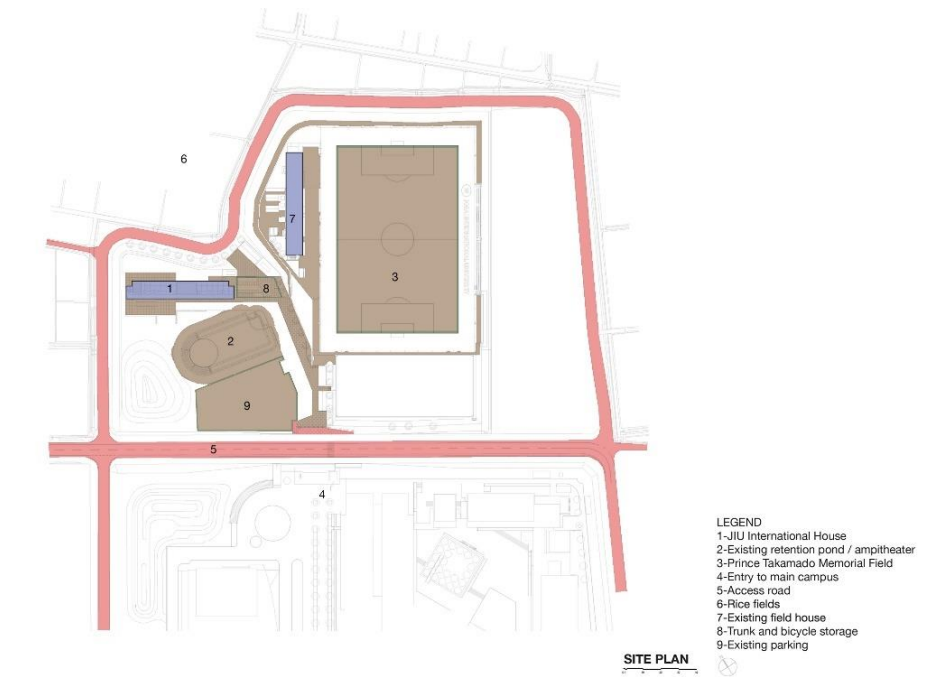 6
7
3
1
8
2
9
5
4
LEGEND
1-JIU International House
2-Existing retention pond / ampitheater
3-Prince Takamado Memorial Field
4-Entry to main campus
5-Access road
6-Rice fields
7-Existing field house
8-Trunk and bicycle storage
9-Existing parking
SITE PLAN